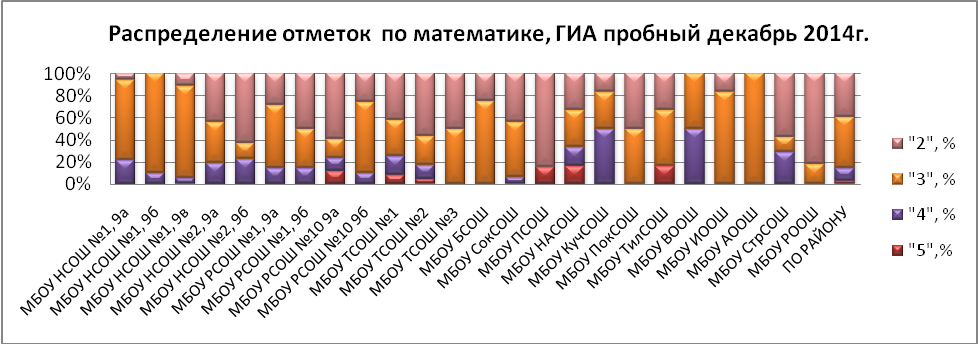 Распределение отметок по математике, ГИА пробный декабрь 2014г.
100%
80%
60%
40%
20%
0%
МБОУ НСОШ №1, 9а
МБОУ НСОШ №1, 9б
МБОУ НСОШ №1, 9в
МБОУ НСОШ №2, 9а
МБОУ НСОШ №2, 9б
МБОУ РСОШ №1, 9а
МБОУ РСОШ №1, 9б
МБОУ РСОШ №10 9а
МБОУ РСОШ №10 9б
МБОУ ТСОШ №1
МБОУ ТСОШ №2
МБОУ ТСОШ №3
МБОУ БСОШ
МБОУ СокСОШ
МБОУ ПСОШ
МБОУ НАСОШ
МБОУ КучСОШ
МБОУ ПокСОШ
МБОУ ТилСОШ
МБОУ ВООШ
МБОУ ИООШ
МБОУ АООШ
МБОУ СтрСОШ
МБОУ РООШ
ПО РАЙОНУ
"2", %
"3", %
"4", %
"5",%